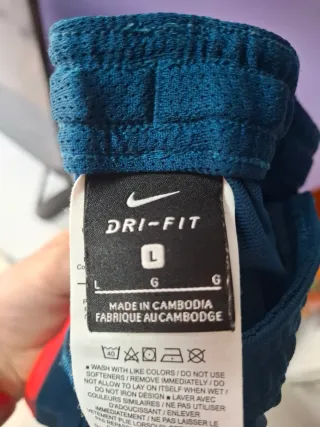 DRI-FIT
L
L G G
MADE IN CAMBODIA
FABRIQUE AU CAMBODGE
40
• WASH WITH LIKE COLORS / DO NOT USE
SOFTENERS / REMOVE IMMEDIATELY / DO
NOT ALLOW TO LAY ON ITSELF WHEN WET /
DO NOT IRON DESIGN • LAVER AVEC
COULEURS SIMILAIRES / NE PAS UTILISER
D'ADOUCISSANT / ENLEVER
PLIE SUR